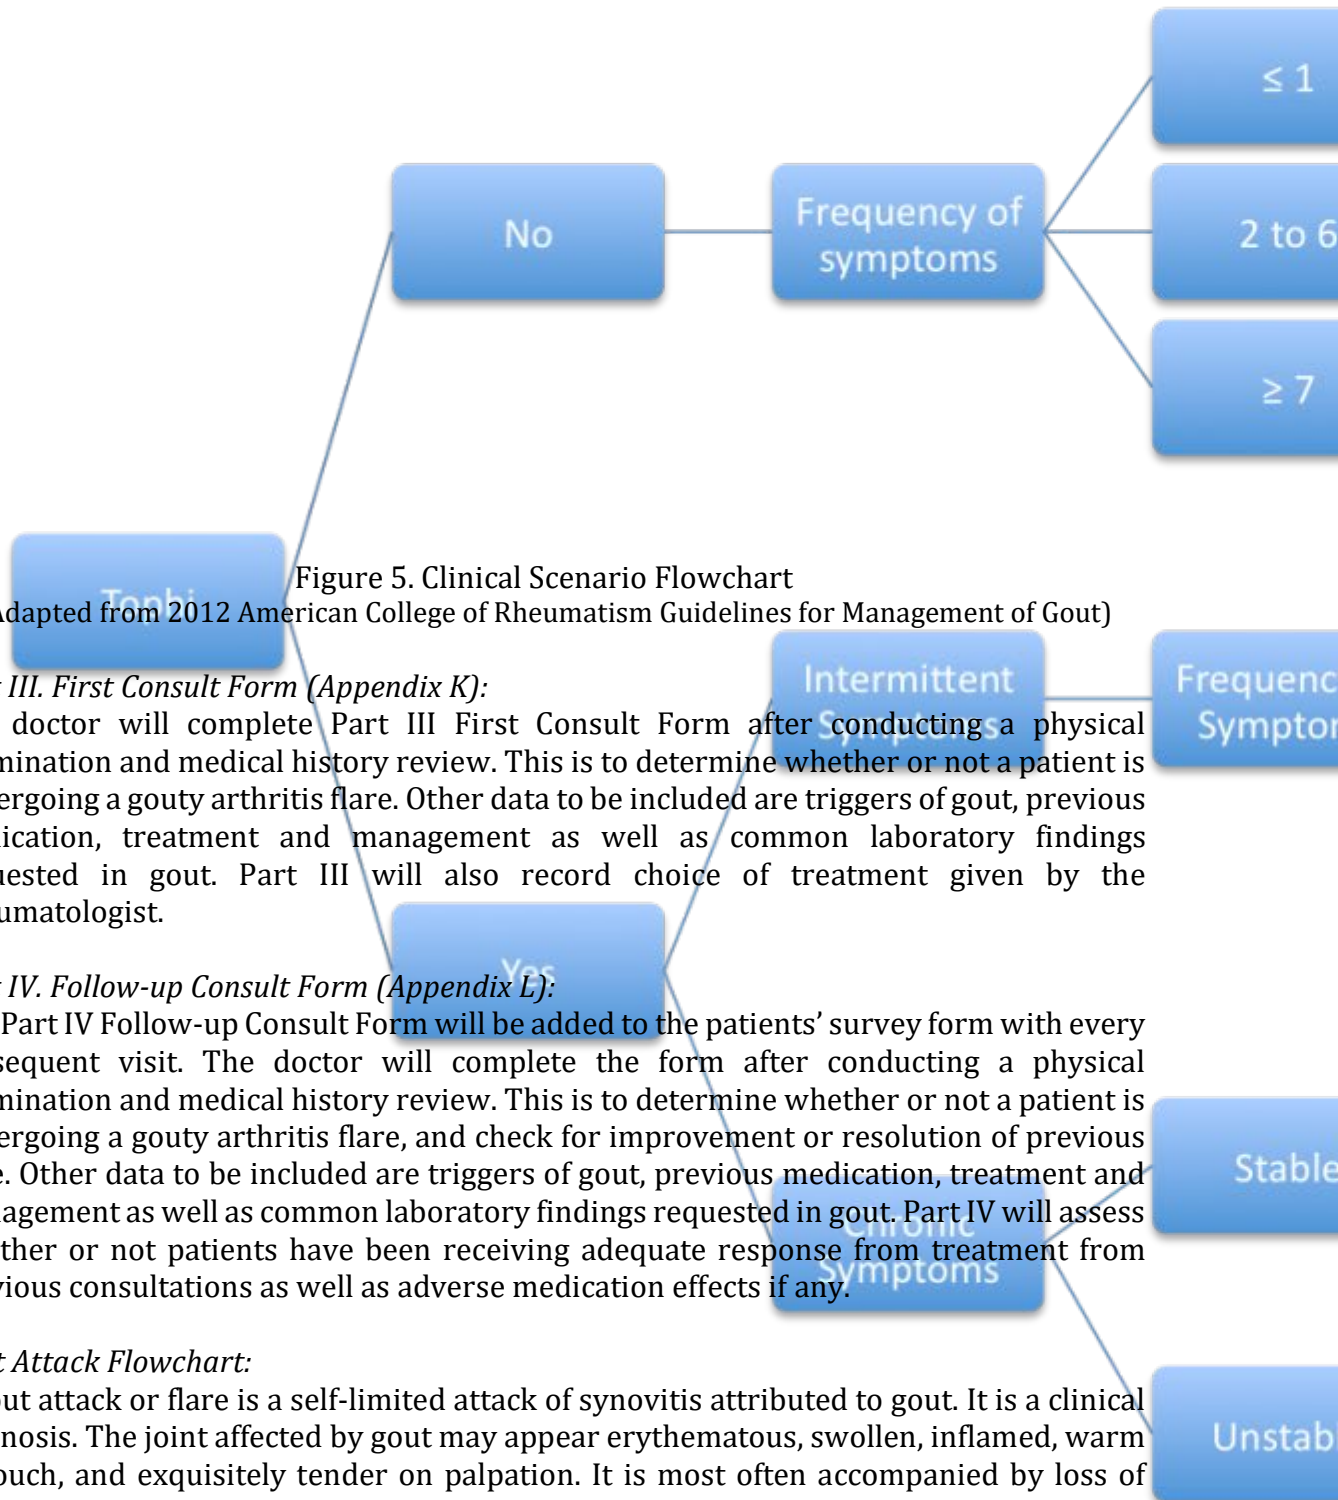 ≤ 1
No
Frequency of
symptoms
2 to 6
≥ 7
Tophi
Figure 5. Clinical Scenario Flowchart
Adapted from 2012 American College of Rheumatism Guidelines for Management of Gout)
Intermittent
Symptoms
Frequenc
Symptor
III. First Consult Form (Appendix K):
doctor will complete Part III First Consult Form after conducting a physical
mination and medical history review. This is to determine whether or not a patient is
ergoing a gouty arthritis flare. Other data to be included are triggers of gout, previous
lication, treatment and management as well as common laboratory findings
uested in gout. Part III will also record choice of treatment given by the
umatologist.
Yes
IV. Follow-up Consult Form (Appendix L):
Part IV Follow-up Consult Form will be added to the patients’ survey form with every
sequent visit. The doctor will complete the form after conducting a physical
mination and medical history review. This is to determine whether or not a patient is
ergoing a gouty arthritis flare, and check for improvement or resolution of previous
e. Other data to be included are triggers of gout, previous medication, treatment and
nagement as well as common laboratory findings requested in gout. Part IV will assess
ther or not patients have been receiving adequate response from treatment from
vious consultations as well as adverse medication effects if any.
Chronic
Symptoms
Stable
Unstabl
t Attack Flowchart:
out attack or flare is a self-limited attack of synovitis attributed to gout. It is a clinical
nosis. The joint affected by gout may appear erythematous, swollen, inflamed, warm
ouch, and exquisitely tender on palpation. It is most often accompanied by loss of